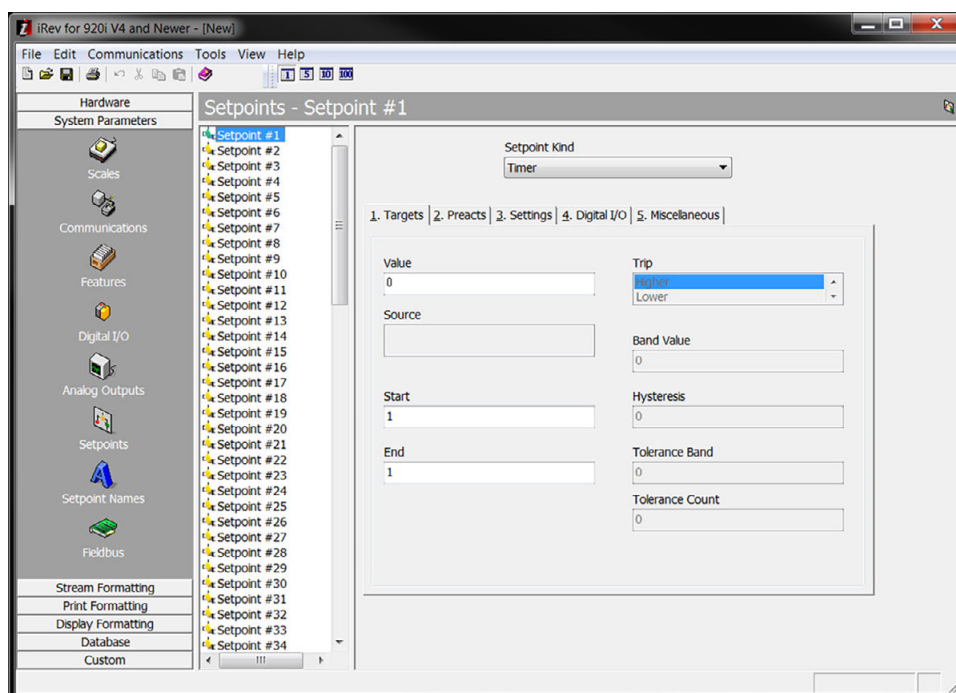 iRev for 920i V4 and Newer - [New]
File Edit Communications Tools View Help
1 5 10 100
Hardware
System Parameters
Scales
Communications
Features
Digital I/O
Analog Outputs
Setpoints
Setpoint Names
Fieldbus
Stream Formatting
Print Formatting
Display Formatting
Database
Custom
Setpoints - Setpoint #1
Setpoint #1
Setpoint #2
Setpoint #3
Setpoint #4
Setpoint #5
Setpoint #6
Setpoint #7
Setpoint #8
Setpoint #9
Setpoint #10
Setpoint #11
Setpoint #12
Setpoint #13
Setpoint #14
Setpoint #15
Setpoint #16
Setpoint #17
Setpoint #18
Setpoint #19
Setpoint #20
Setpoint #21
Setpoint #22
Setpoint #23
Setpoint #24
Setpoint #25
Setpoint #26
Setpoint #27
Setpoint #28
Setpoint #29
Setpoint #30
Setpoint #31
Setpoint #32
Setpoint #33
Setpoint #34
Setpoint Kind
Timer
1. Targets 2. Preacts 3. Settings 4. Digital I/O 5. Miscellaneous
Value
0
Source
Start
1
End
1
Trip
Higher
Lower
Band Value
0
Hysteresis
0
Tolerance Band
0
Tolerance Count
0